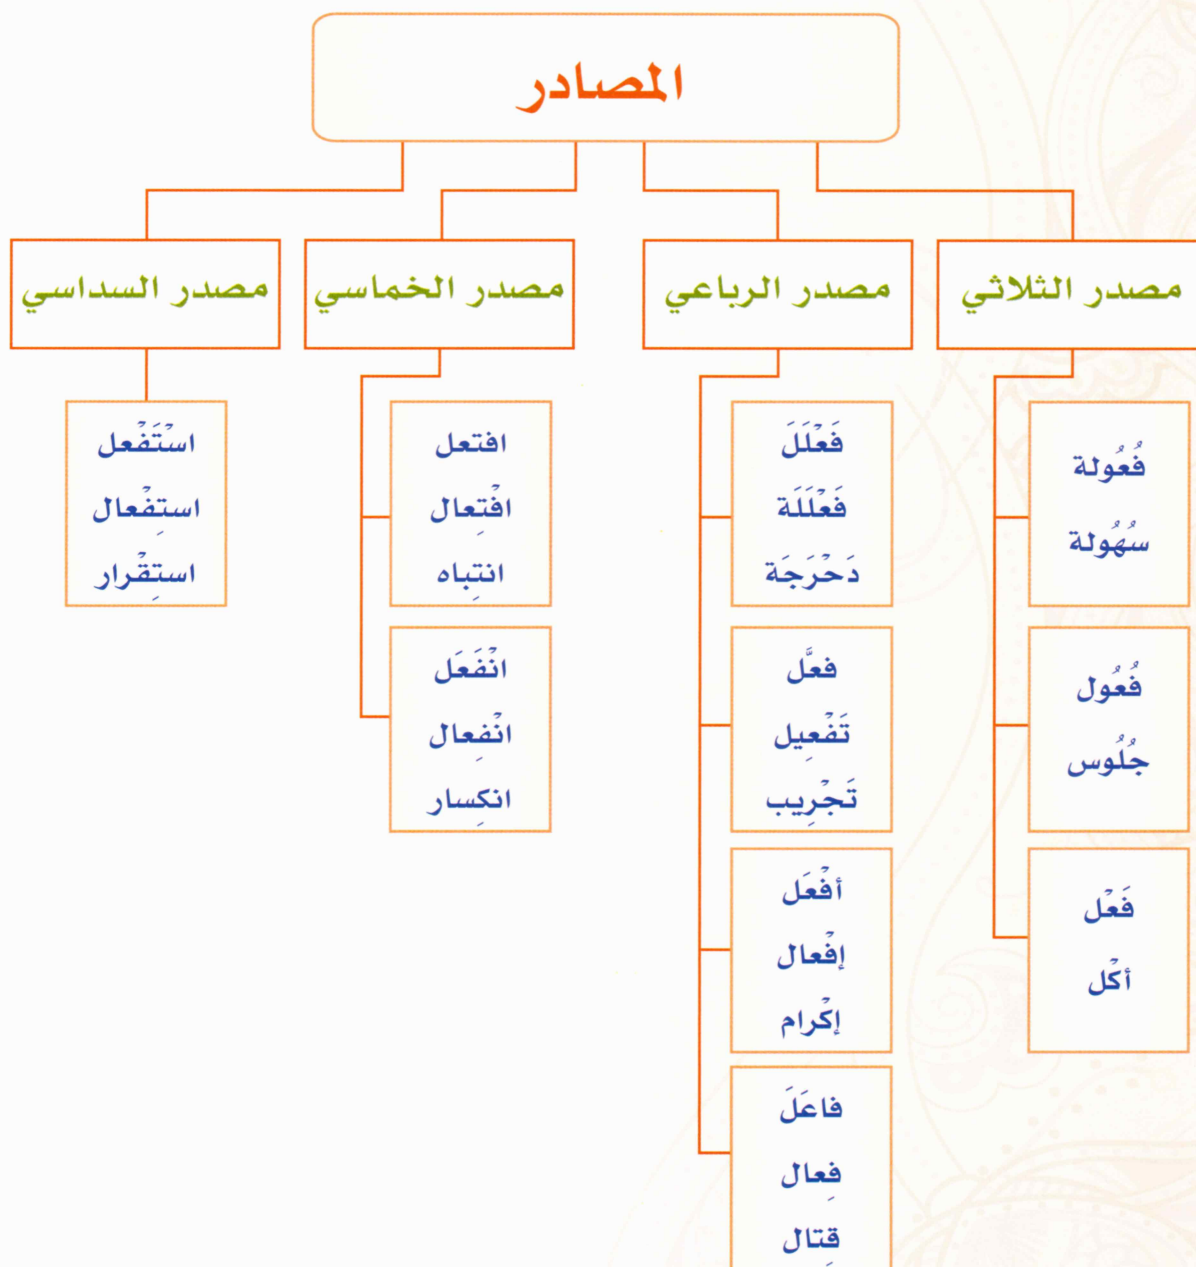 المصادر
مصدر الثلاثي
فُعُولة
سُهُولة
فُعُول
جُلُوس
فَعْل
أكْل
مصدر الرباعي
فَعْلَلَ
فَعْلَلَة
دَحْرَجَة
فعَّل
تَفْعِيل
تَجْرِيب
أفْعَل
إفْعال
إكْرام
فاعَلَ
فِعال
قِتال
مصدر الخماسي
افتعل
افْتِعال
انتِباه
انْفَعَل
انْفِعال
انكِسار
مصدر السداسي
اسْتَفْعل
استِفْعال
استِقْرار